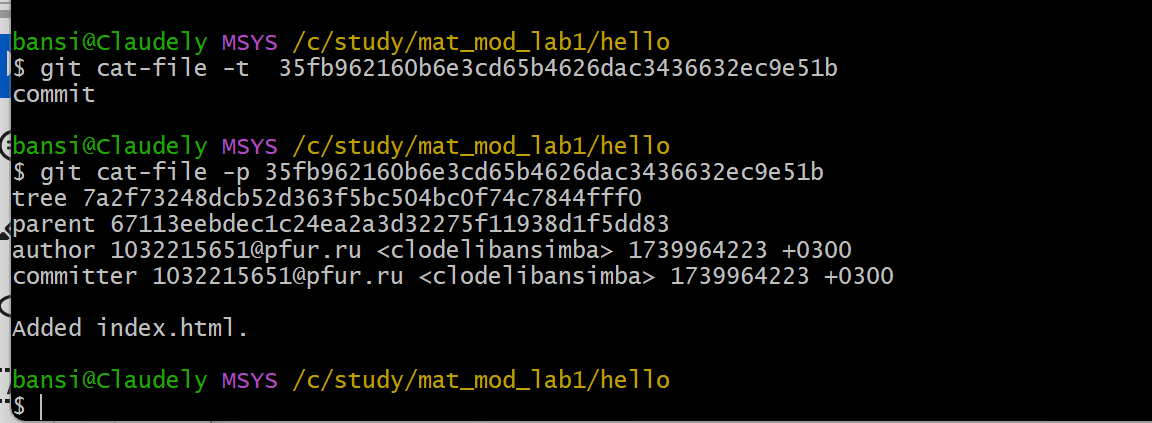 bansi@Claudely MSYS /c/study/mat_mod_lab1/hello
$ git cat-file -t  35fb962160b6e3cd65b4626dac3436632ec9e51b
commit
bansi@Claudely MSYS /c/study/mat_mod_lab1/hello
$ git cat-file -p 35fb962160b6e3cd65b4626dac3436632ec9e51b
tree 7a2f73248dcb52d363f5bc504bc0f74c7844fff0
parent 67113eebdec1c24ea2a3d32275f11938d1f5dd83
author 1032215651@pfur.ru <clodelibansimba> 1739964223 +0300
committer 1032215651@pfur.ru <clodelibansimba> 1739964223 +0300
Added index.html.
bansi@Claudely MSYS /c/study/mat_mod_lab1/hello
$